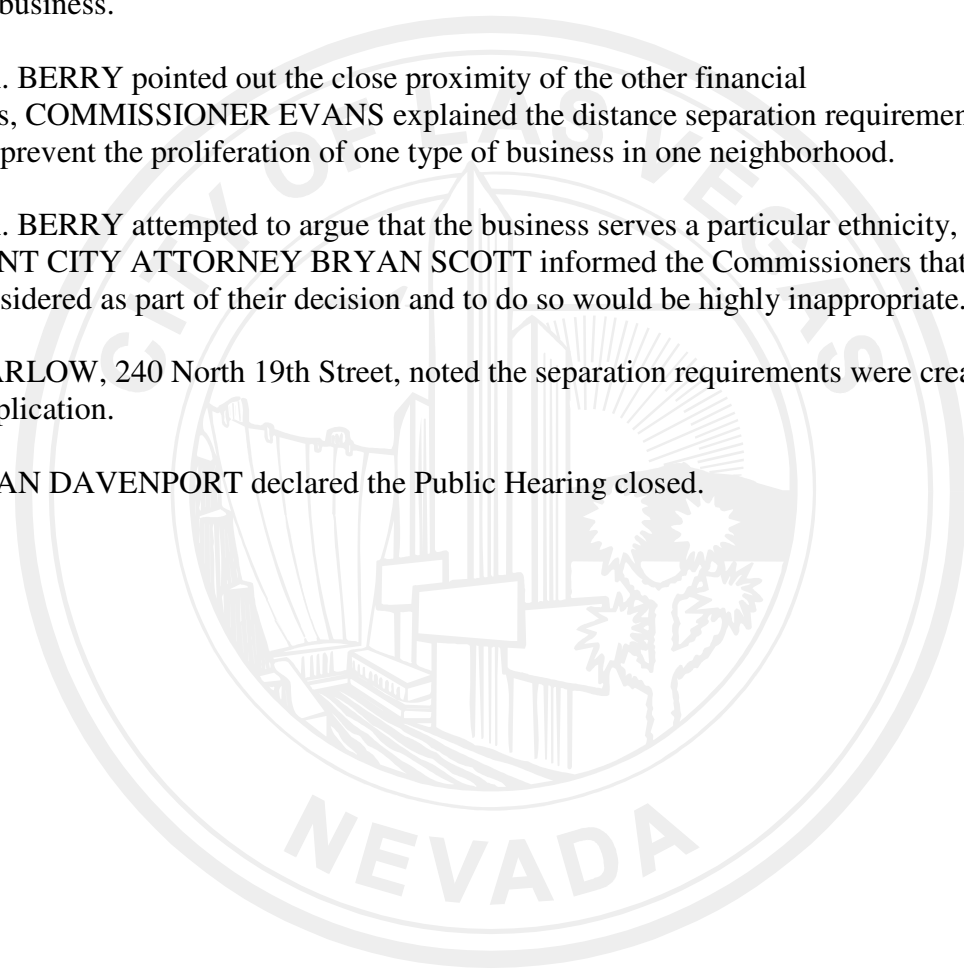 business.
. BERRY pointed out the close proximity of the other financial
s, COMMISSIONER EVANS explained the distance separation requiremen
prevent the proliferation of one type of business in one neighborhood.
. BERRY attempted to argue that the business serves a particular ethnicity,
NT CITY ATTORNEY BRYAN SCOTT informed the Commissioners that
sidered as part of their decision and to do so would be highly inappropriate.
ARLOW, 240 North 19th Street, noted the separation requirements were crea
plication.
AN DAVENPORT declared the Public Hearing closed.
CITY OF LAS VEGAS
NEVADA